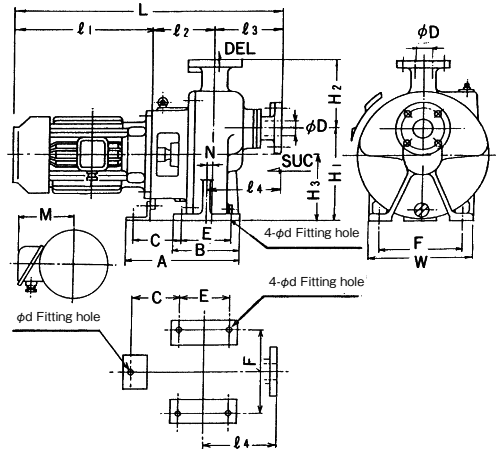 L
ℓ1 ℓ2 ℓ3
DEL
φD
H2
φD
N
SUC
H
ℓ4
H3
M
C E
B
A
4-φd Fitting hole
F
W
C E
4-φd Fitting hole
φd Fitting hole
F
ℓ4